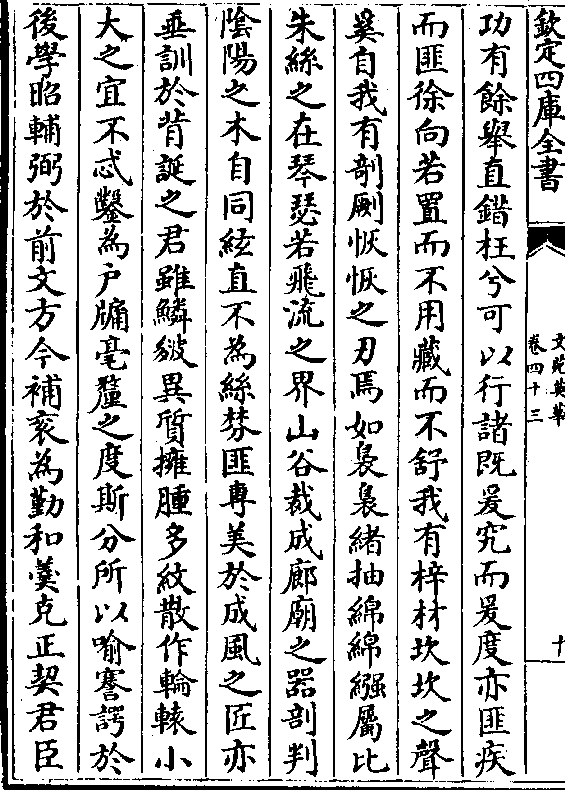 欽定四庫全書
文苑英華
卷四十三
十
功有餘舉直錯枉兮可以行諸既爰究而爰度亦匪疾
而匪徐向若置而不用藏而不舒我有梓材坎坎之聲
奚自我有剞劂恢恢之刃焉如裊裊緒抽綿綿繦屬比
朱絲之在琴瑟若飛流之界山谷裁成廊廟之器剖判
陰陽之木自同絃直不為絲棼匪專美於成風之匠亦
垂訓於背誕之君雖鱗皴異質擁腫多紋散作輪轅小
大之宜不忒鑿為户牖毫釐之度斯分所以喻謇諤於
後學昭輔弼於前文方今補衮為勤和羮克正契君臣